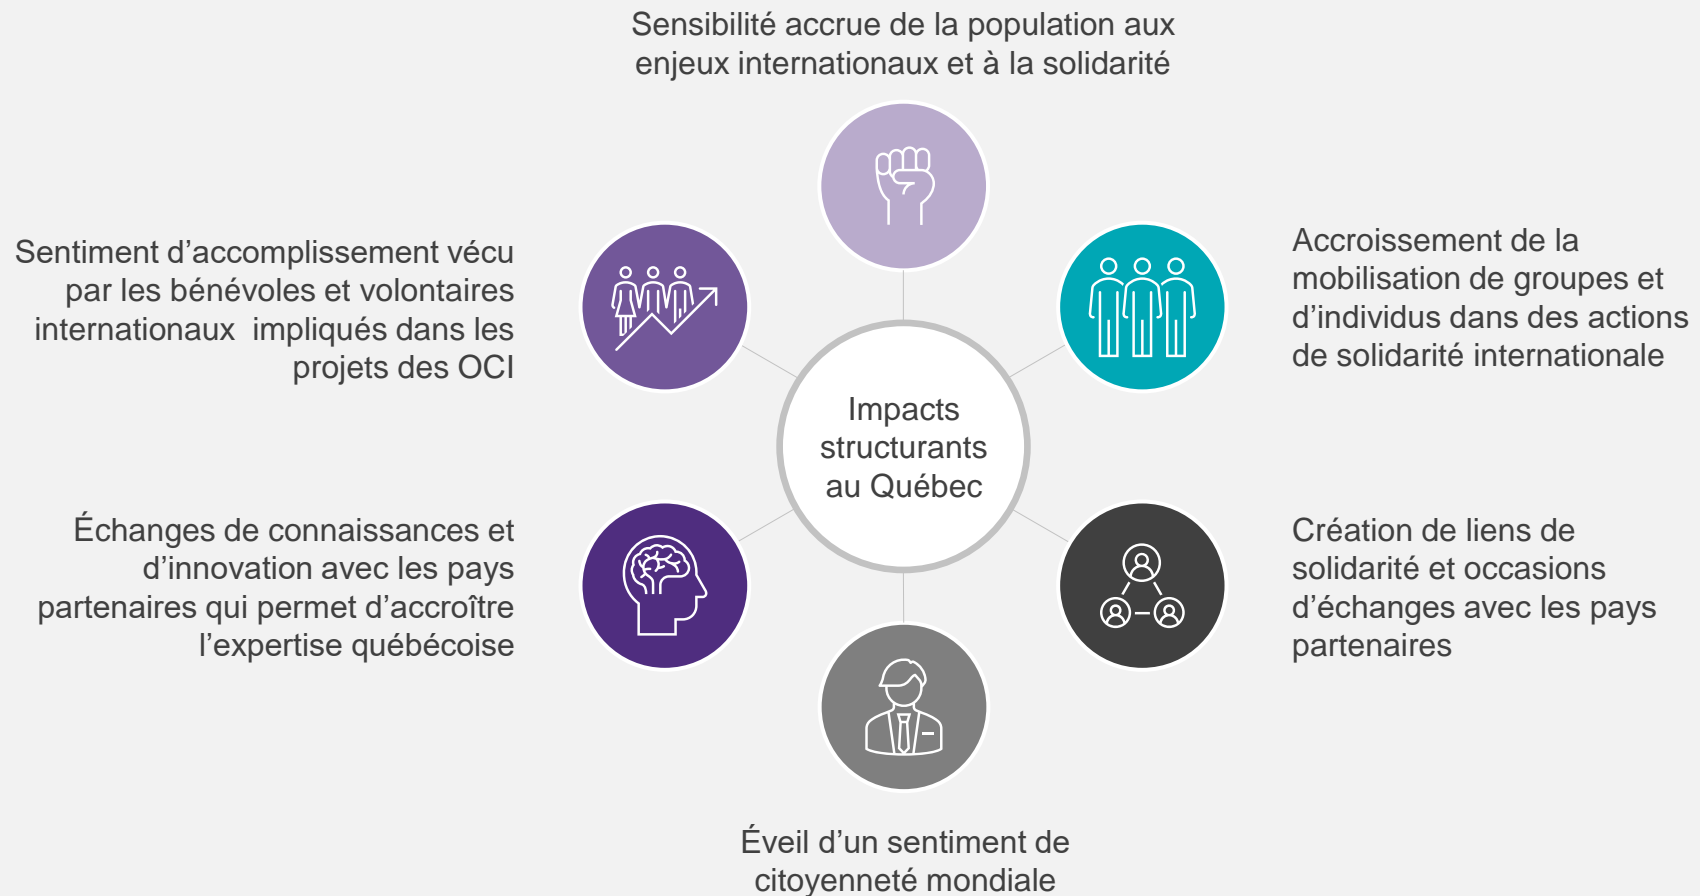 Sensibilité accrue de la population aux
enjeux internationaux et à la solidarité
Sentiment d’accomplissement vécu
par les bénévoles et volontaires
internationaux  impliqués dans les
projets des OCI
Accroissement de la
mobilisation de groupes et
d’individus dans des actions
de solidarité internationale
Impacts
structurants
au Québec
Échanges de connaissances et
d’innovation avec les pays
partenaires qui permet d’accroître
l’expertise québécoise
Création de liens de
solidarité et occasions
d’échanges avec les pays
partenaires
Éveil d’un sentiment de
citoyenneté mondiale